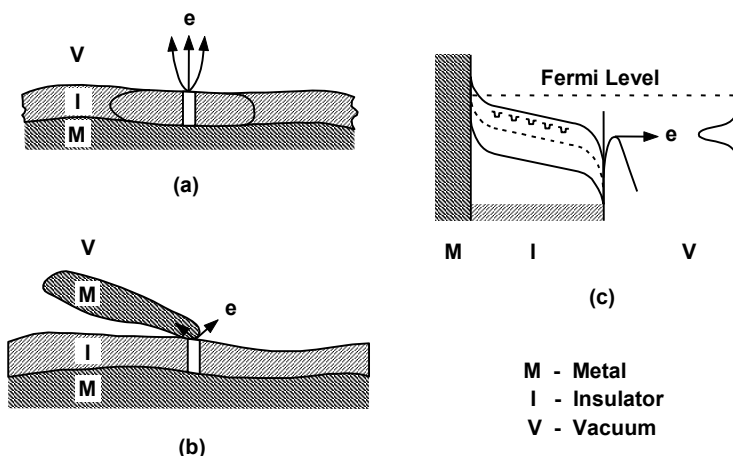 e
V
I
M
(a)
V
M
e
I
M
(b)
Fermi Level
e
M I V
(c)
M - Metal
I - Insulator
V - Vacuum